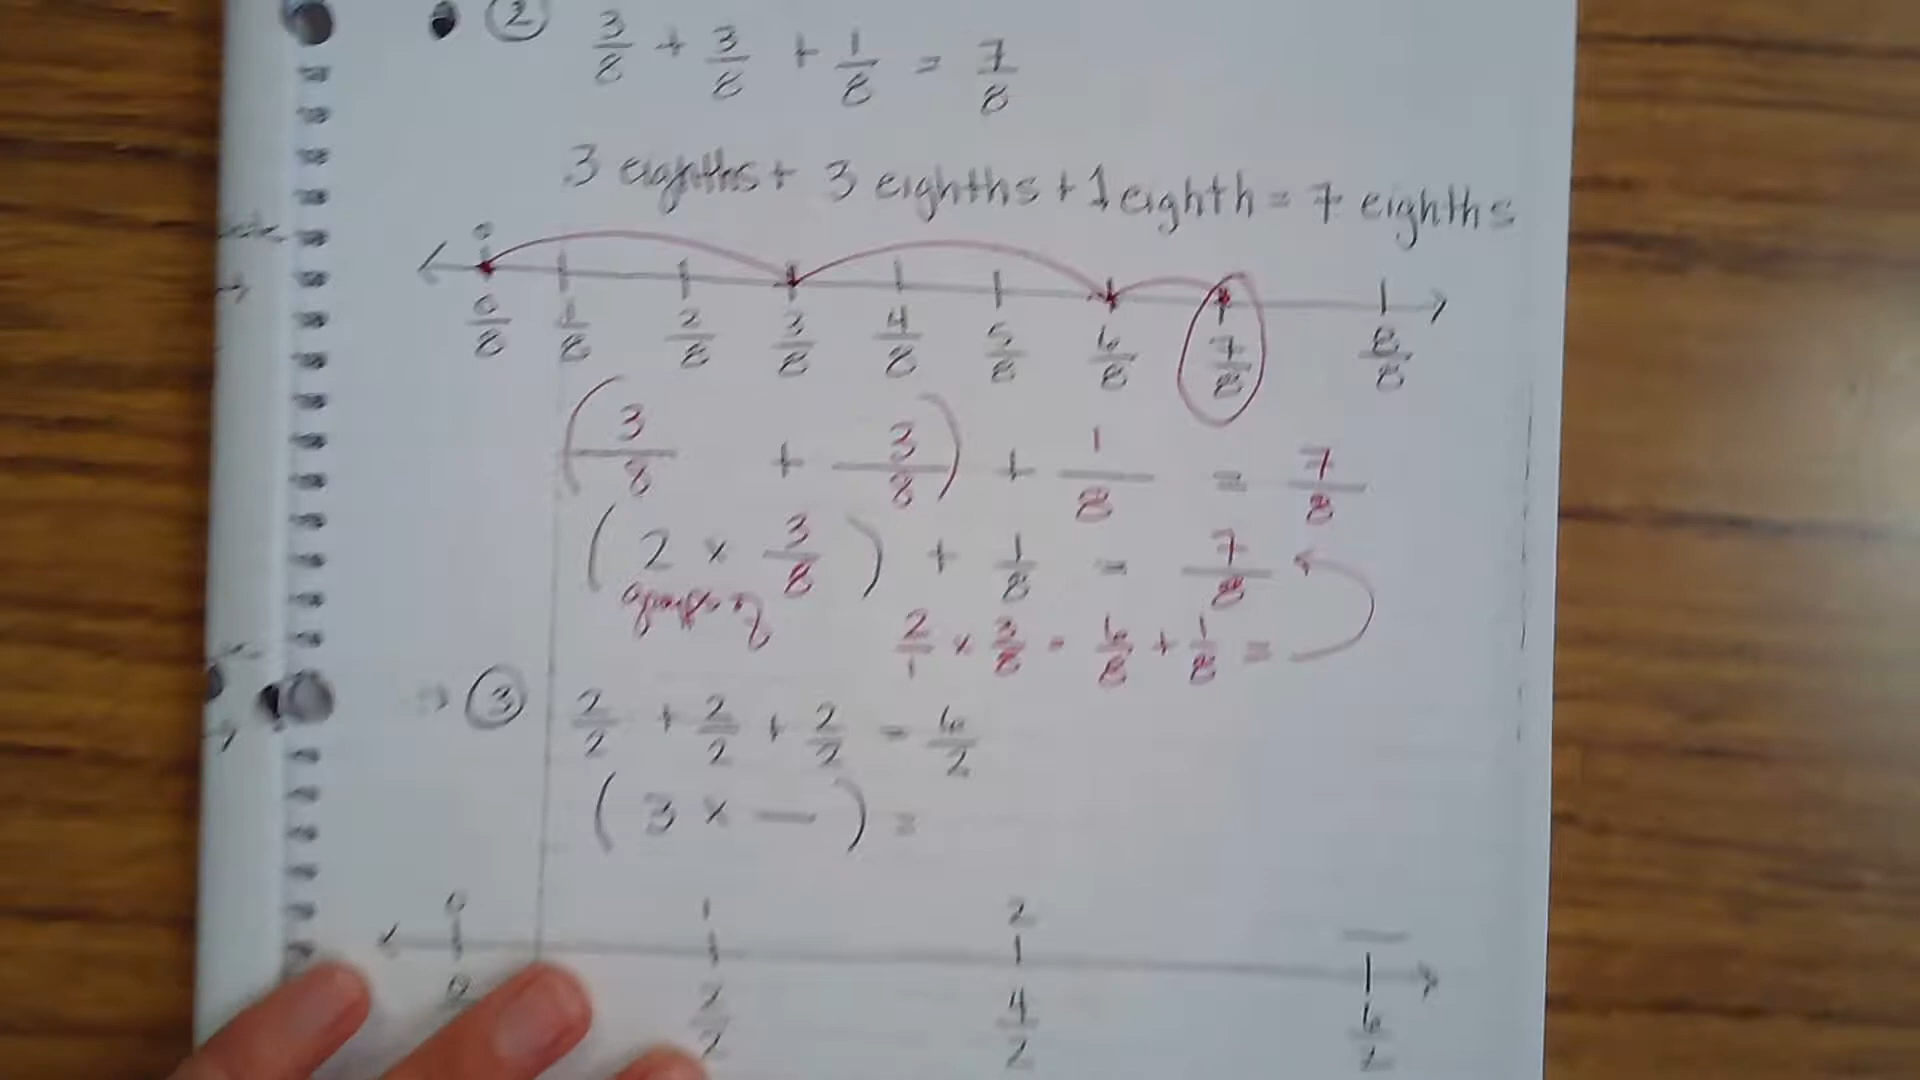 ② 3/8 + 3/8 + 1/8 = 7/8
3 eighths + 3 eighths + 1 eighth = 7 eighths
0
0/8 1/8 2/8 3/8 4/8 5/8 6/8 7/8 8/8
(3/8 + 3/8) + 1/8 = 7/8
(2 × 3/8) + 1/8 = 7/8
groups of
2/1 × 3/8 = 6/8 + 1/8 =
③ 2/2 + 2/2 + 2/2 = 6/2
(3 × —) =
0 1 2 —
0 2/2 4/2 6/2